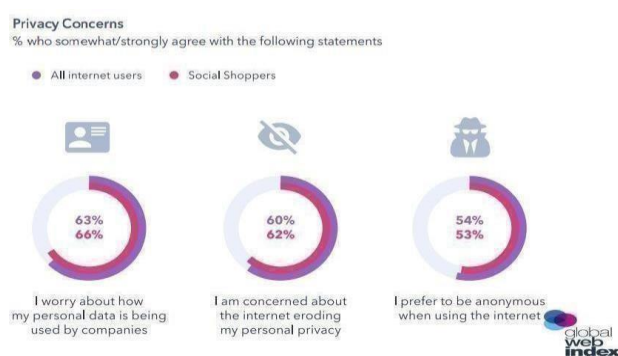 Privacy Concerns
% who somewhat/strongly agree with the following statements
All internet users
Social Shoppers
63%
66%
60%
62%
54%
53%
I worry about how
my personal data is being
used by companies
I am concerned about
the internet eroding
my personal privacy
I prefer to be anonymous
when using the internet
global
web
index